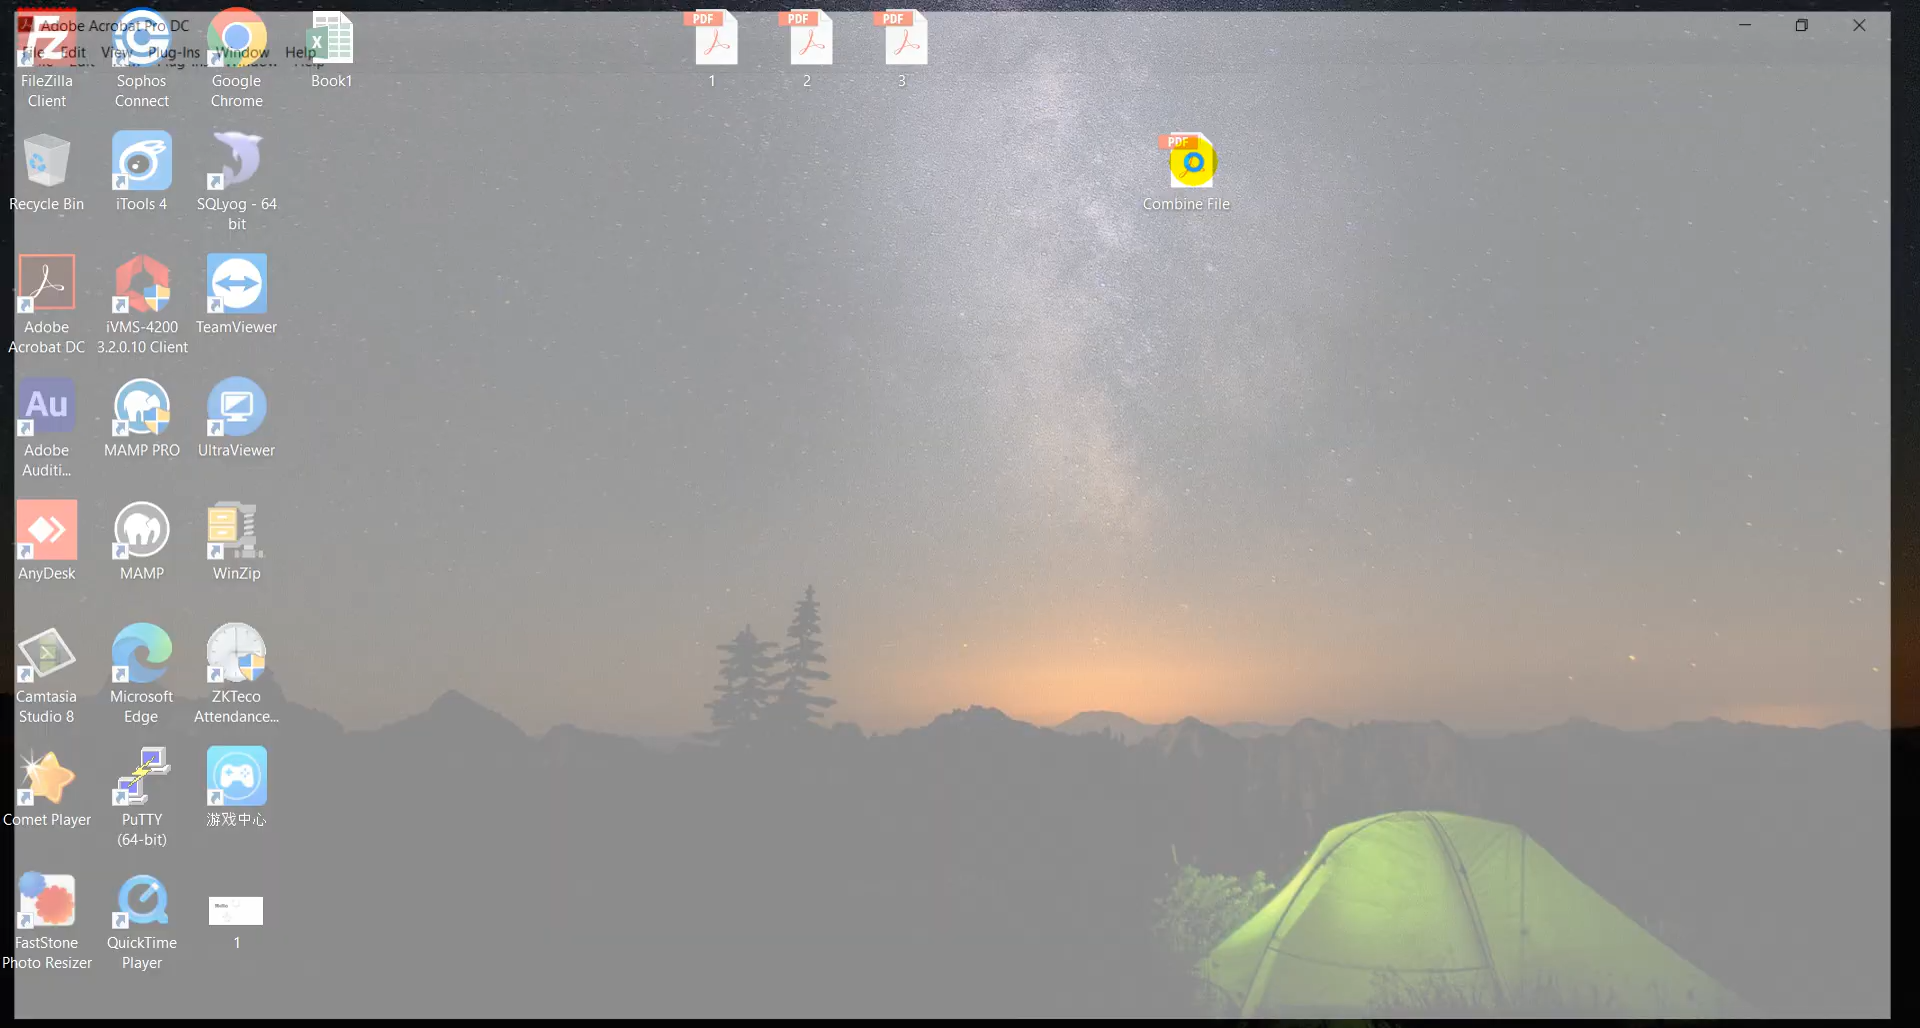 Adobe Acrobat Pro DC
File Edit View Plug-Ins Window Help
FileZilla
Client
Sophos
Connect
Google
Chrome
Book1
PDF
1
PDF
2
PDF
3
Recycle Bin
iTools 4
SQLyog - 64
bit
PDF
Combine File
Adobe
Acrobat DC
iVMS-4200
3.2.0.10 Client
TeamViewer
Au
Adobe
Auditi...
MAMP PRO
UltraViewer
AnyDesk
MAMP
WinZip
Camtasia
Studio 8
Microsoft
Edge
ZKTeco
Attendance...
Comet Player
PuTTY
(64-bit)
游戏中心
FastStone
Photo Resizer
QuickTime
Player
1